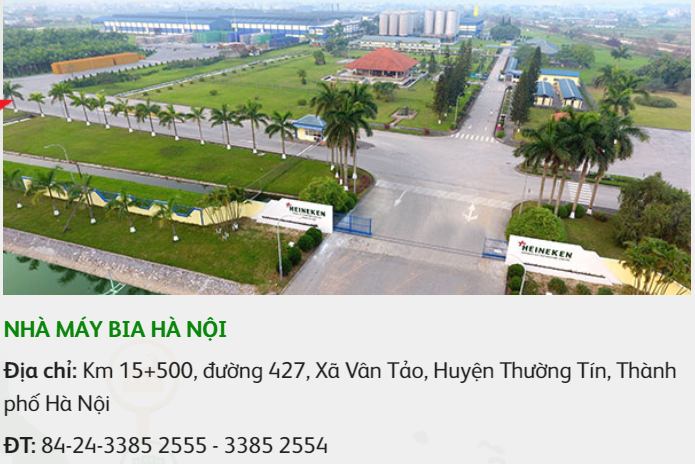 HEINEKEN
HEINEKEN
NHÀ MÁY BIA HÀ NỘI
Địa chỉ: Km 15+500, đường 427, Xã Vân Tảo, Huyện Thường Tín, Thành
phố Hà Nội
ĐT: 84-24-3385 2555 - 3385 2554